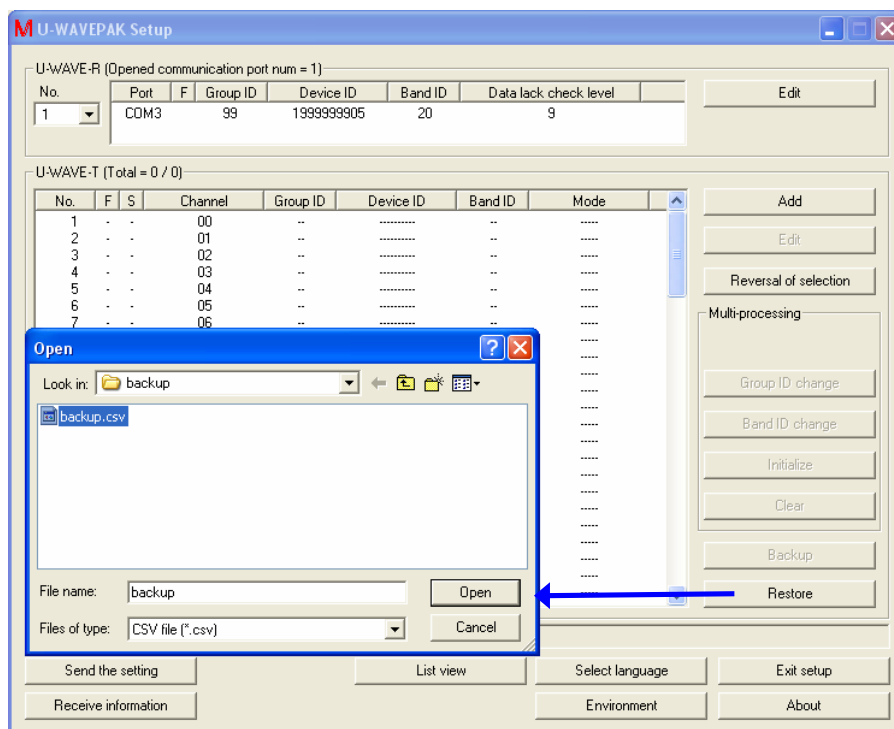 M U-WAVEPAK Setup
U-WAVE-R (Opened communication port num = 1)
No. Port F Group ID Device ID Band ID Data lack check level Edit
1 COM3 99 1999999905 20 9
U-WAVE-T (Total = 0 / 0)
No. F S Channel Group ID Device ID Band ID Mode Add
1 - - 00 -- ---------- -- -----
2 - - 01 -- ---------- -- ----- Edit
3 - - 02 -- ---------- -- -----
4 - - 03 -- ---------- -- -----
5 - - 04 -- ---------- -- ----- Reversal of selection
6 - - 05 -- ---------- -- -----
7 - - 06 -- ---------- -- ----- Multi-processing
Open
Look in: backup
backup.csv
File name: backup Open
Files of type: CSV file (*.csv) Cancel
Group ID change
Band ID change
Initialize
Clear
Backup
Restore
Send the setting List view Select language Exit setup
Receive information Environment About